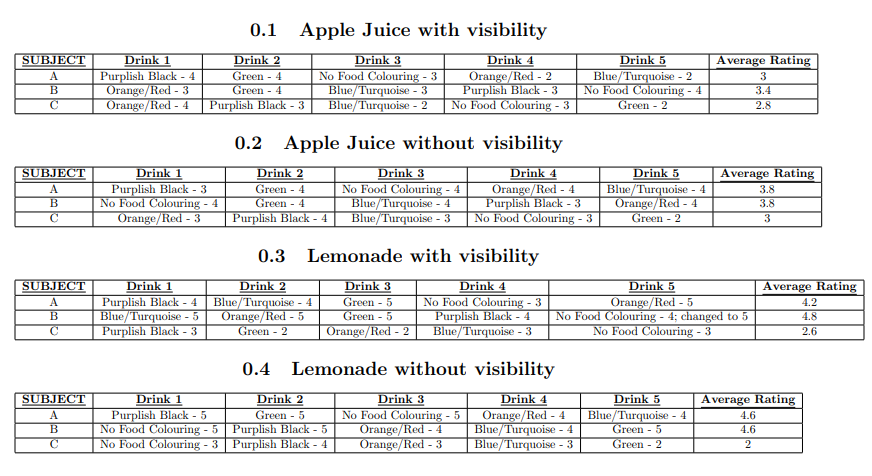 0.1 Apple Juice with visibility
SUBJECT Drink 1 Drink 2 Drink 3 Drink 4 Drink 5 Average Rating
A Purplish Black - 4 Green - 4 No Food Colouring - 3 Orange/Red - 2 Blue/Turquoise - 2 3
B Orange/Red - 3 Green - 4 Blue/Turquoise - 3 Purplish Black - 3 No Food Colouring - 4 3.4
C Orange/Red - 4 Purplish Black - 3 Blue/Turquoise - 2 No Food Colouring - 3 Green - 2 2.8
0.2 Apple Juice without visibility
SUBJECT Drink 1 Drink 2 Drink 3 Drink 4 Drink 5 Average Rating
A Purplish Black - 3 Green - 4 No Food Colouring - 4 Orange/Red - 4 Blue/Turquoise - 4 3.8
B No Food Colouring - 4 Green - 4 Blue/Turquoise - 4 Purplish Black - 3 Orange/Red - 4 3.8
C Orange/Red - 3 Purplish Black - 4 Blue/Turquoise - 3 No Food Colouring - 3 Green - 2 3
0.3 Lemonade with visibility
SUBJECT Drink 1 Drink 2 Drink 3 Drink 4 Drink 5 Average Rating
A Purplish Black - 4 Blue/Turquoise - 4 Green - 5 No Food Colouring - 3 Orange/Red - 5 4.2
B Blue/Turquoise - 5 Orange/Red - 5 Green - 5 Purplish Black - 4 No Food Colouring - 4; changed to 5 4.8
C Purplish Black - 3 Green - 2 Orange/Red - 2 Blue/Turquoise - 3 No Food Colouring - 3 2.6
0.4 Lemonade without visibility
SUBJECT Drink 1 Drink 2 Drink 3 Drink 4 Drink 5 Average Rating
A Purplish Black - 5 Green - 5 No Food Colouring - 5 Orange/Red - 4 Blue/Turquoise - 4 4.6
B No Food Colouring - 5 Purplish Black - 5 Orange/Red - 4 Blue/Turquoise - 4 Green - 5 4.6
C No Food Colouring - 3 Purplish Black - 4 Orange/Red - 3 Blue/Turquoise - 3 Green - 2 2